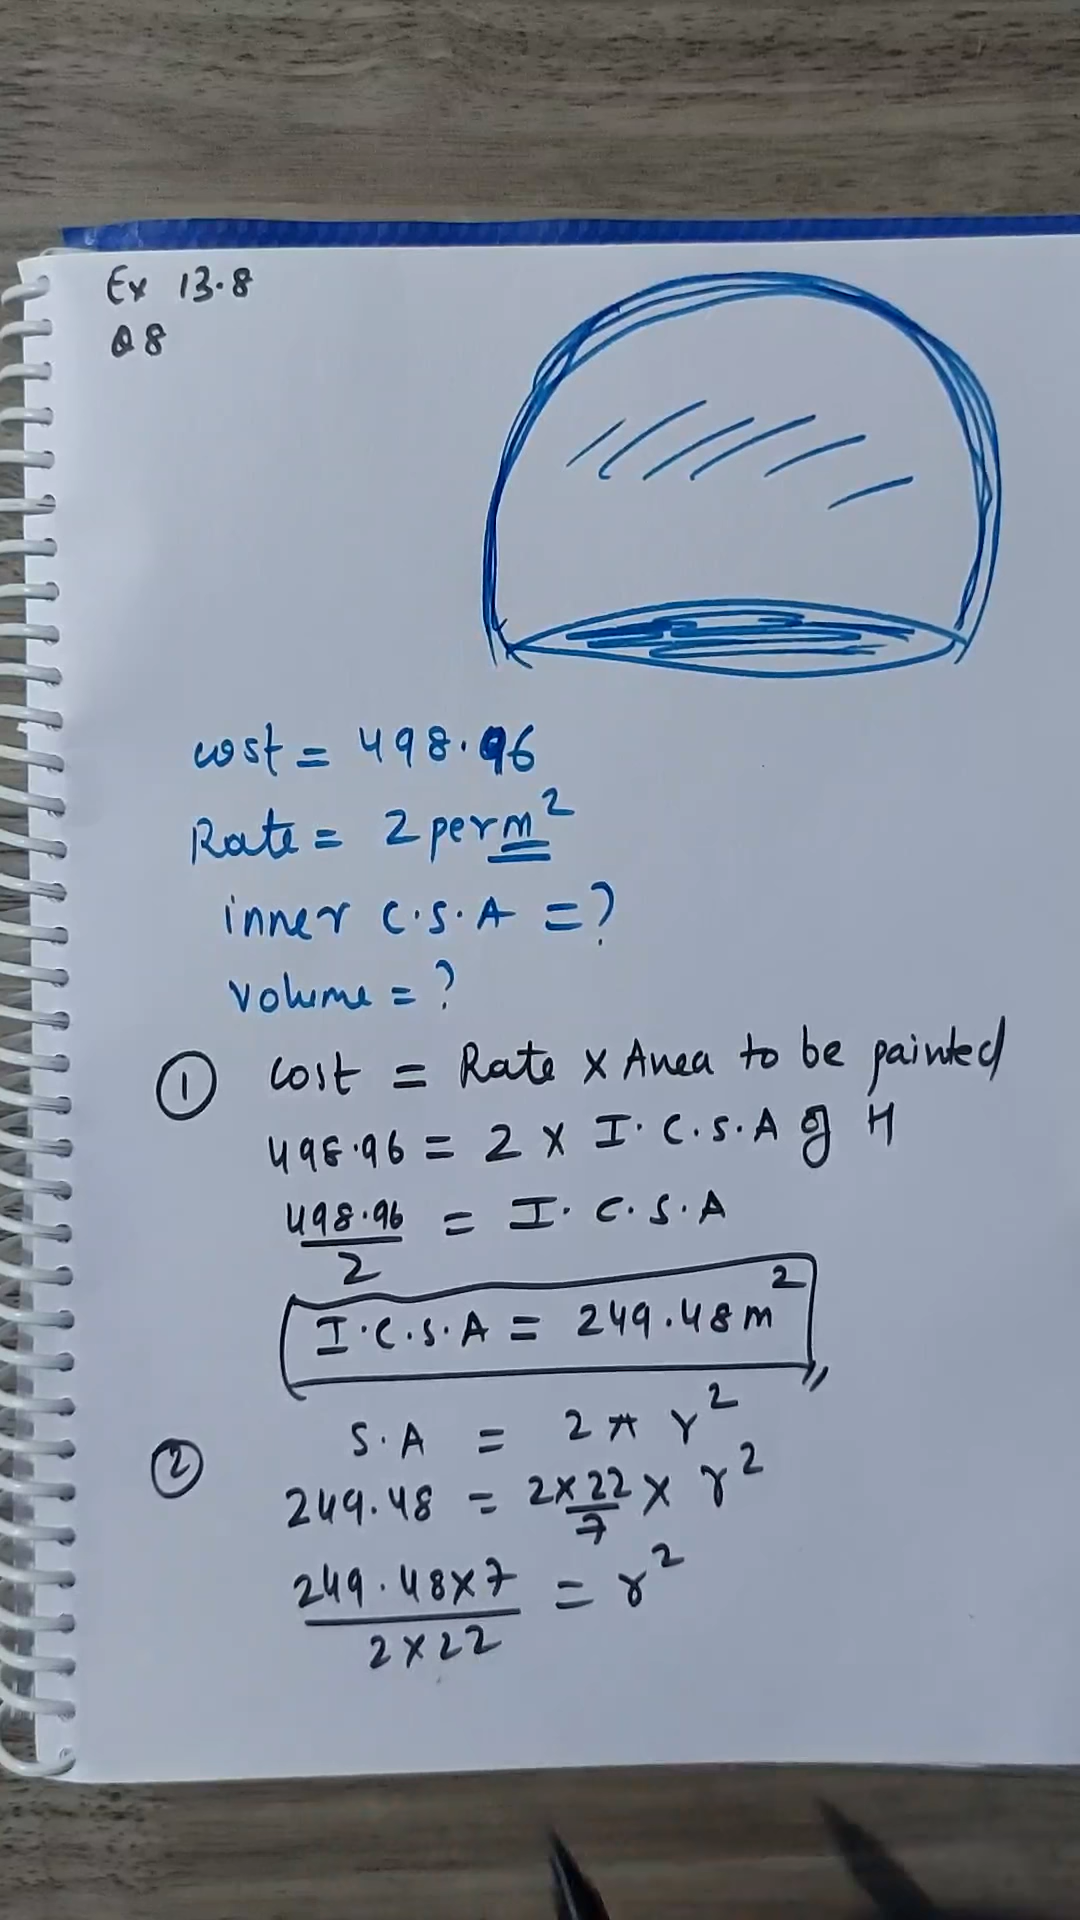 Ex 13.8
Q8
cost = 498.96
Rate = 2 per m²
inner C.S.A = ?
Volume = ?
① Cost = Rate x Area to be painted
498.96 = 2 x I.C.S.A of H
498.96/2 = I.C.S.A
I.C.S.A = 249.48 m²
② S.A = 2πr²
249.48 = 2x22/7 x r²
249.48x7/2x22 = r²